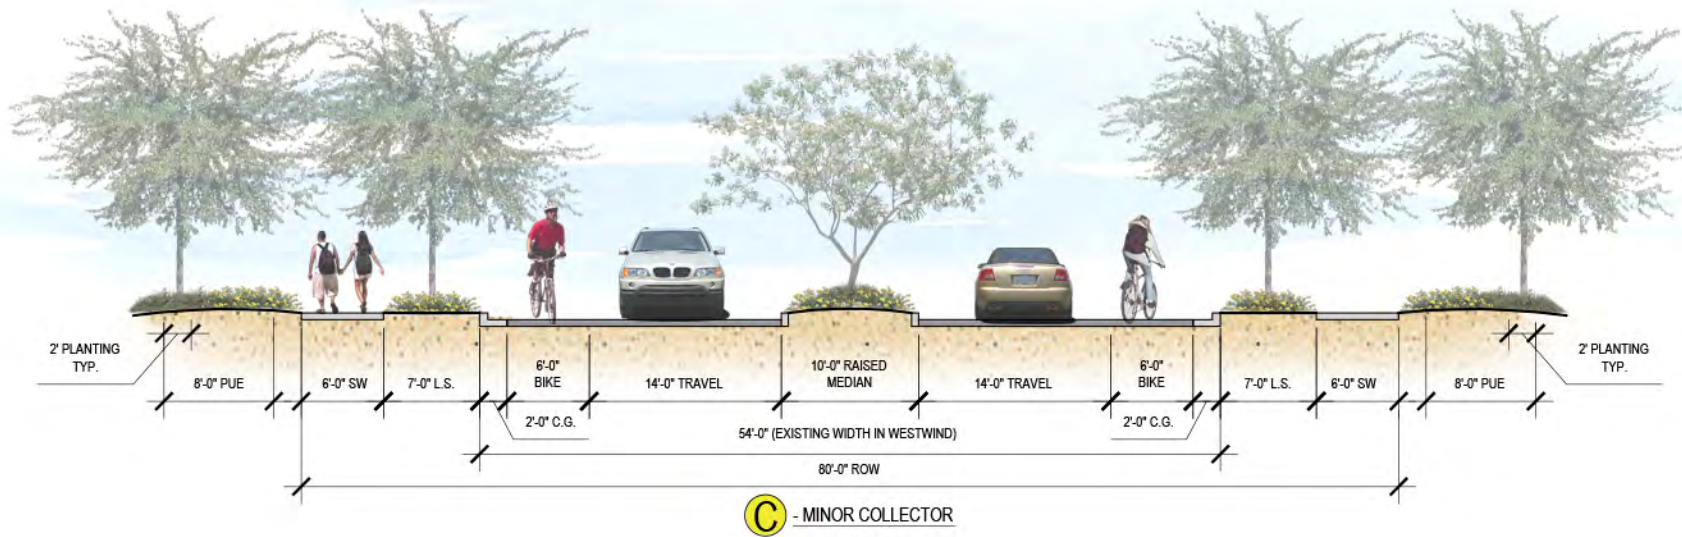 2' PLANTING
TYP.
8'-0" PUE
6'-0" SW
7'-0" L.S.
6'-0"
BIKE
14'-0" TRAVEL
10'-0" RAISED
MEDIAN
14'-0" TRAVEL
6'-0"
BIKE
7'-0" L.S.
6'-0" SW
8'-0" PUE
2' PLANTING
TYP.
2'-0" C.G.
54'-0" (EXISTING WIDTH IN WESTWIND)
2'-0" C.G.
80'-0" ROW
C - MINOR COLLECTOR